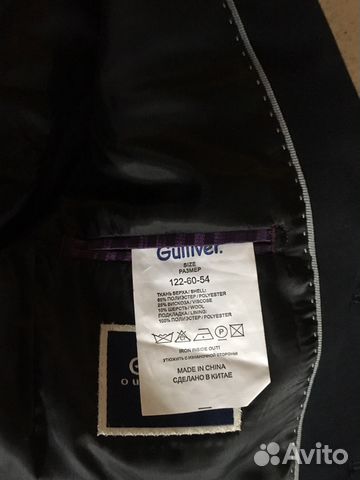 Gulliver.
SIZE
РАЗМЕР
122-60-54
ТКАНЬ ВЕРХА / SHELL:
65% ПОЛИЭСТЕР / POLYESTER
25% ВИСКОЗА / VISCOSE
10% ШЕРСТЬ / WOOL
ПОДКЛАДКА / LINING:
100% ПОЛИЭСТЕР / POLYESTER
IRON INSIDE OUT!
УТЮЖИТЬ С ИЗНАНОЧНОЙ СТОРОНЫ
MADE IN CHINA
СДЕЛАНО В КИТАЕ
Avito